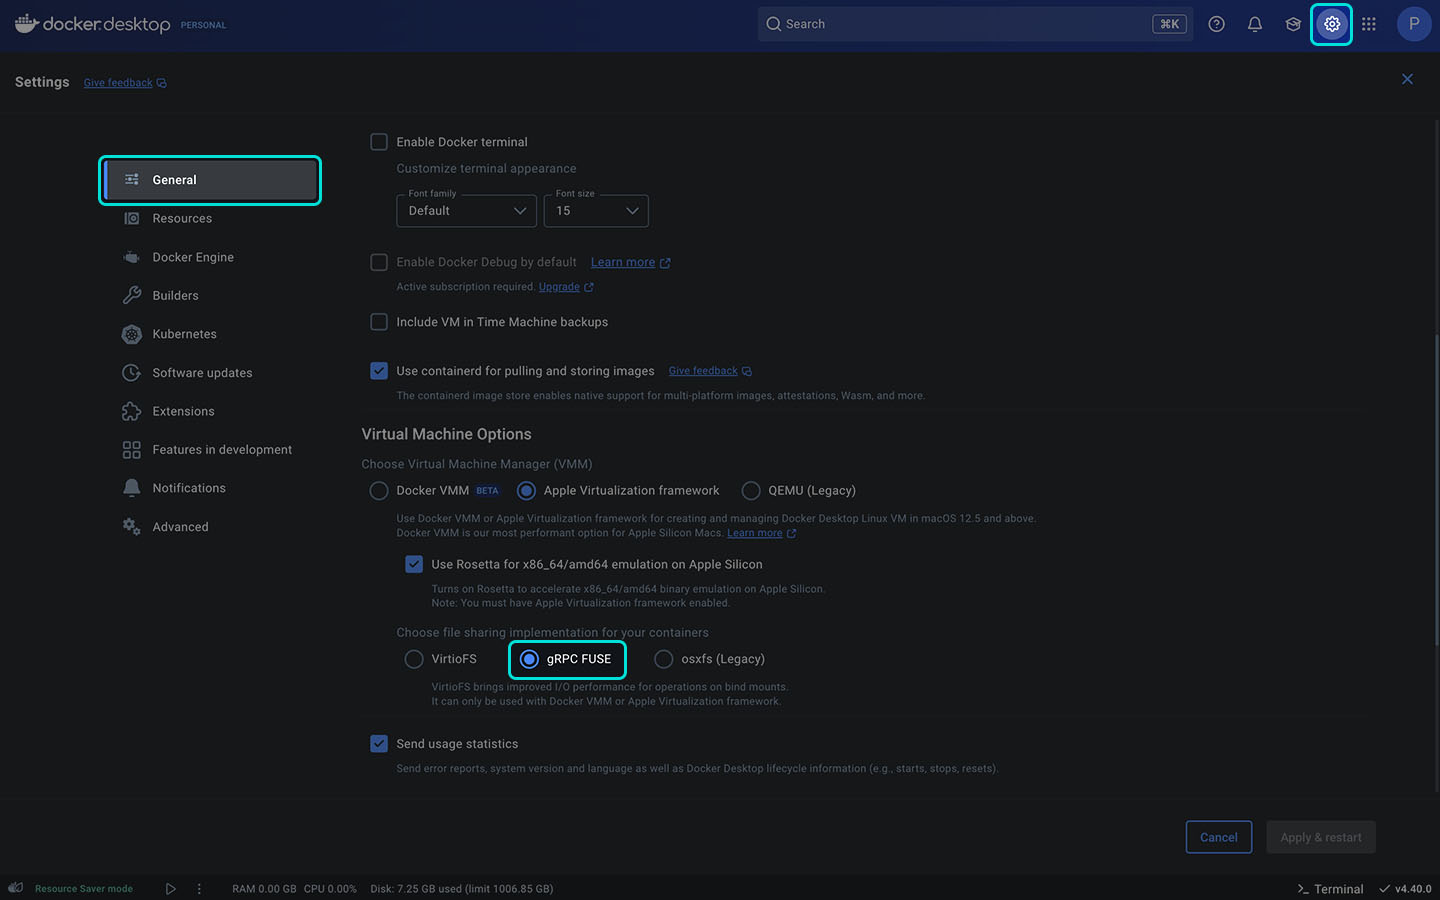 docker.desktop PERSONAL
Search
⌘K
P
Settings Give feedback
General
Resources
Docker Engine
Builders
Kubernetes
Software updates
Extensions
Features in development
Notifications
Advanced
Enable Docker terminal
Customize terminal appearance
Font family
Default
Font size
15
Enable Docker Debug by default Learn more
Active subscription required. Upgrade
Include VM in Time Machine backups
Use containerd for pulling and storing images Give feedback
The containerd image store enables native support for multi-platform images, attestations, Wasm, and more.
Virtual Machine Options
Choose Virtual Machine Manager (VMM)
Docker VMM BETA Apple Virtualization framework QEMU (Legacy)
Use Docker VMM or Apple Virtualization framework for creating and managing Docker Desktop Linux VM in macOS 12.5 and above.
Docker VMM is our most performant option for Apple Silicon Macs. Learn more
Use Rosetta for x86_64/amd64 emulation on Apple Silicon
Turns on Rosetta to accelerate x86_64/amd64 binary emulation on Apple Silicon.
Note: You must have Apple Virtualization framework enabled.
Choose file sharing implementation for your containers
VirtioFS gRPC FUSE osxfs (Legacy)
VirtioFS brings improved I/O performance for operations on bind mounts.
It can only be used with Docker VMM or Apple Virtualization framework.
Send usage statistics
Send error reports, system version and language as well as Docker Desktop lifecycle information (e.g., starts, stops, resets).
Cancel Apply & restart
Resource Saver mode RAM 0.00 GB CPU 0.00% Disk: 7.25 GB used (limit 1006.85 GB) Terminal v4.40.0